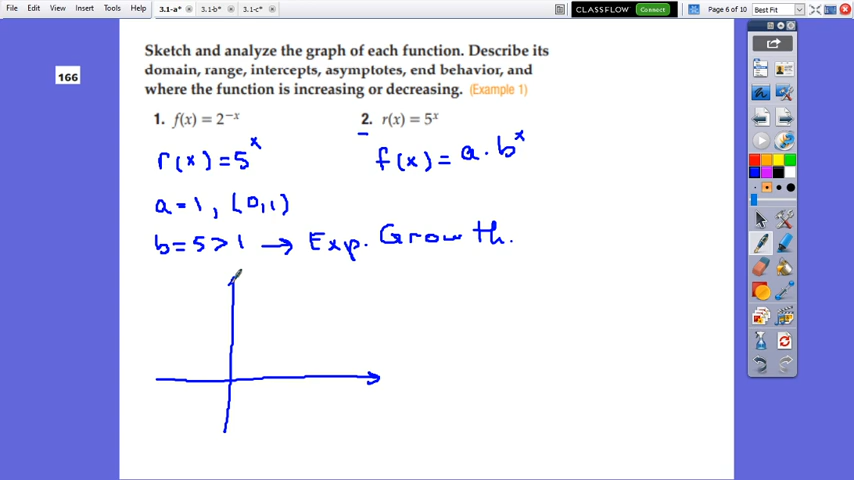 File Edit View Insert Tools Help 3.1-a* 3.1-b* 3.1-c* CLASSFLOW Connect Page 6 of 10 Best Fit
166
Sketch and analyze the graph of each function. Describe its
domain, range, intercepts, asymptotes, end behavior, and
where the function is increasing or decreasing. (Example 1)
1. f(x) = 2⁻ˣ 2. r(x) = 5ˣ
r(x) = 5ˣ f(x) = a · bˣ
a = 1, (0,1)
b = 5 > 1 → Exp. Growth.